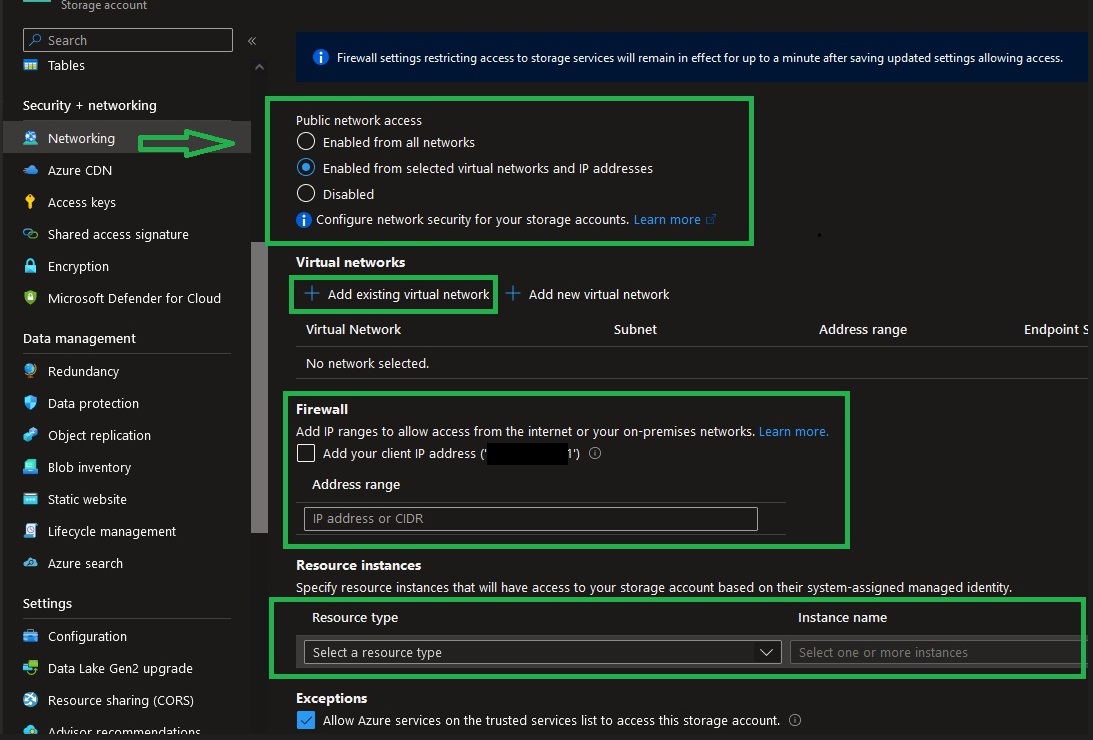 Storage account
Search
«
Tables
Security + networking
Networking
Azure CDN
Access keys
Shared access signature
Encryption
Microsoft Defender for Cloud
Data management
Redundancy
Data protection
Object replication
Blob inventory
Static website
Lifecycle management
Azure search
Settings
Configuration
Data Lake Gen2 upgrade
Resource sharing (CORS)
Advisor recommendations
Firewall settings restricting access to storage services will remain in effect for up to a minute after saving updated settings allowing access.
Public network access
Enabled from all networks
Enabled from selected virtual networks and IP addresses
Disabled
Configure network security for your storage accounts. Learn more
Virtual networks
+ Add existing virtual network + Add new virtual network
Virtual Network Subnet Address range Endpoint S
No network selected.
Firewall
Add IP ranges to allow access from the internet or your on-premises networks. Learn more.
Add your client IP address (' 1')
Address range
IP address or CIDR
Resource instances
Specify resource instances that will have access to your storage account based on their system-assigned managed identity.
Resource type Instance name
Select a resource type Select one or more instances
Exceptions
Allow Azure services on the trusted services list to access this storage account.